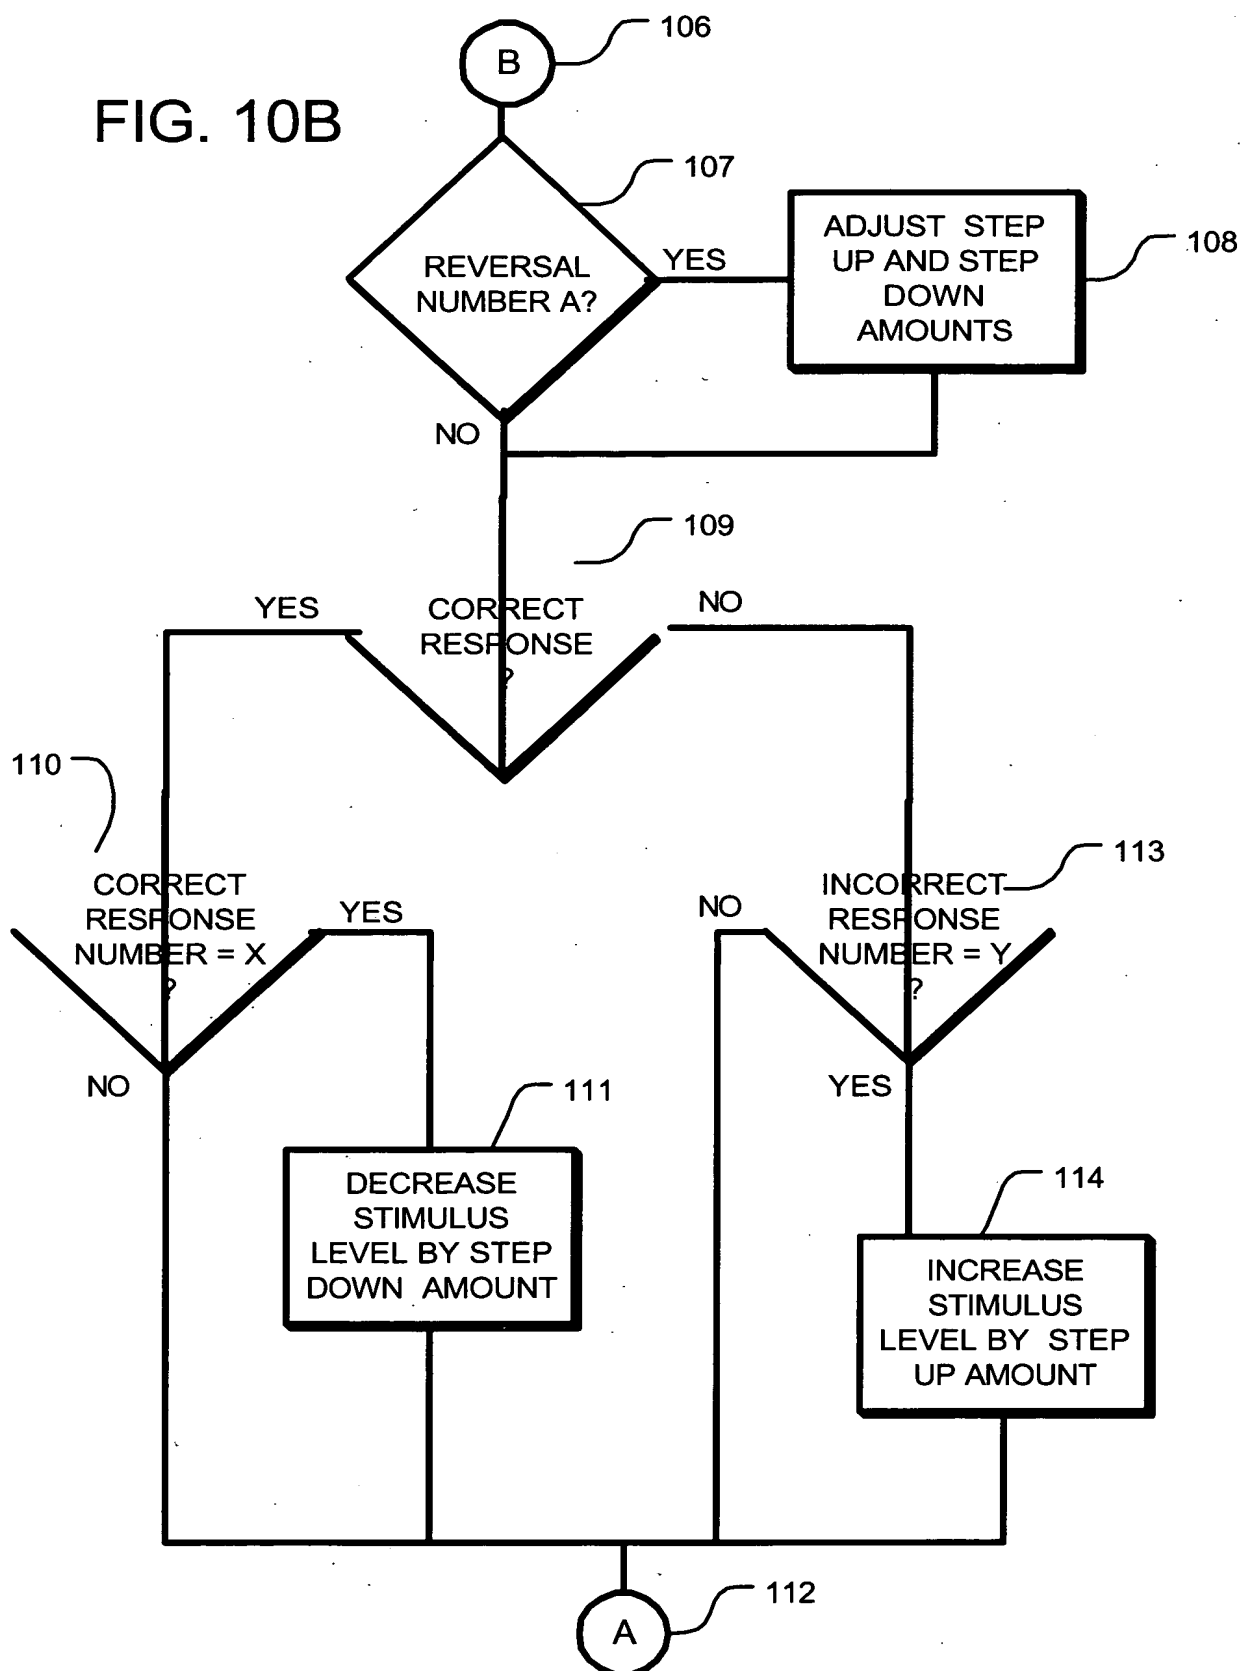 106
B
FIG. 10B
107
REVERSAL
NUMBER A?
YES
ADJUST STEP
UP AND STEP
DOWN
AMOUNTS
108
NO
109
YES
CORRECT
RESPONSE
?
NO
110
CORRECT
RESPONSE
NUMBER = X
?
YES
NO
113
INCORRECT
RESPONSE
NUMBER = Y
?
NO
YES
111
DECREASE
STIMULUS
LEVEL BY STEP
DOWN AMOUNT
114
INCREASE
STIMULUS
LEVEL BY STEP
UP AMOUNT
A
112